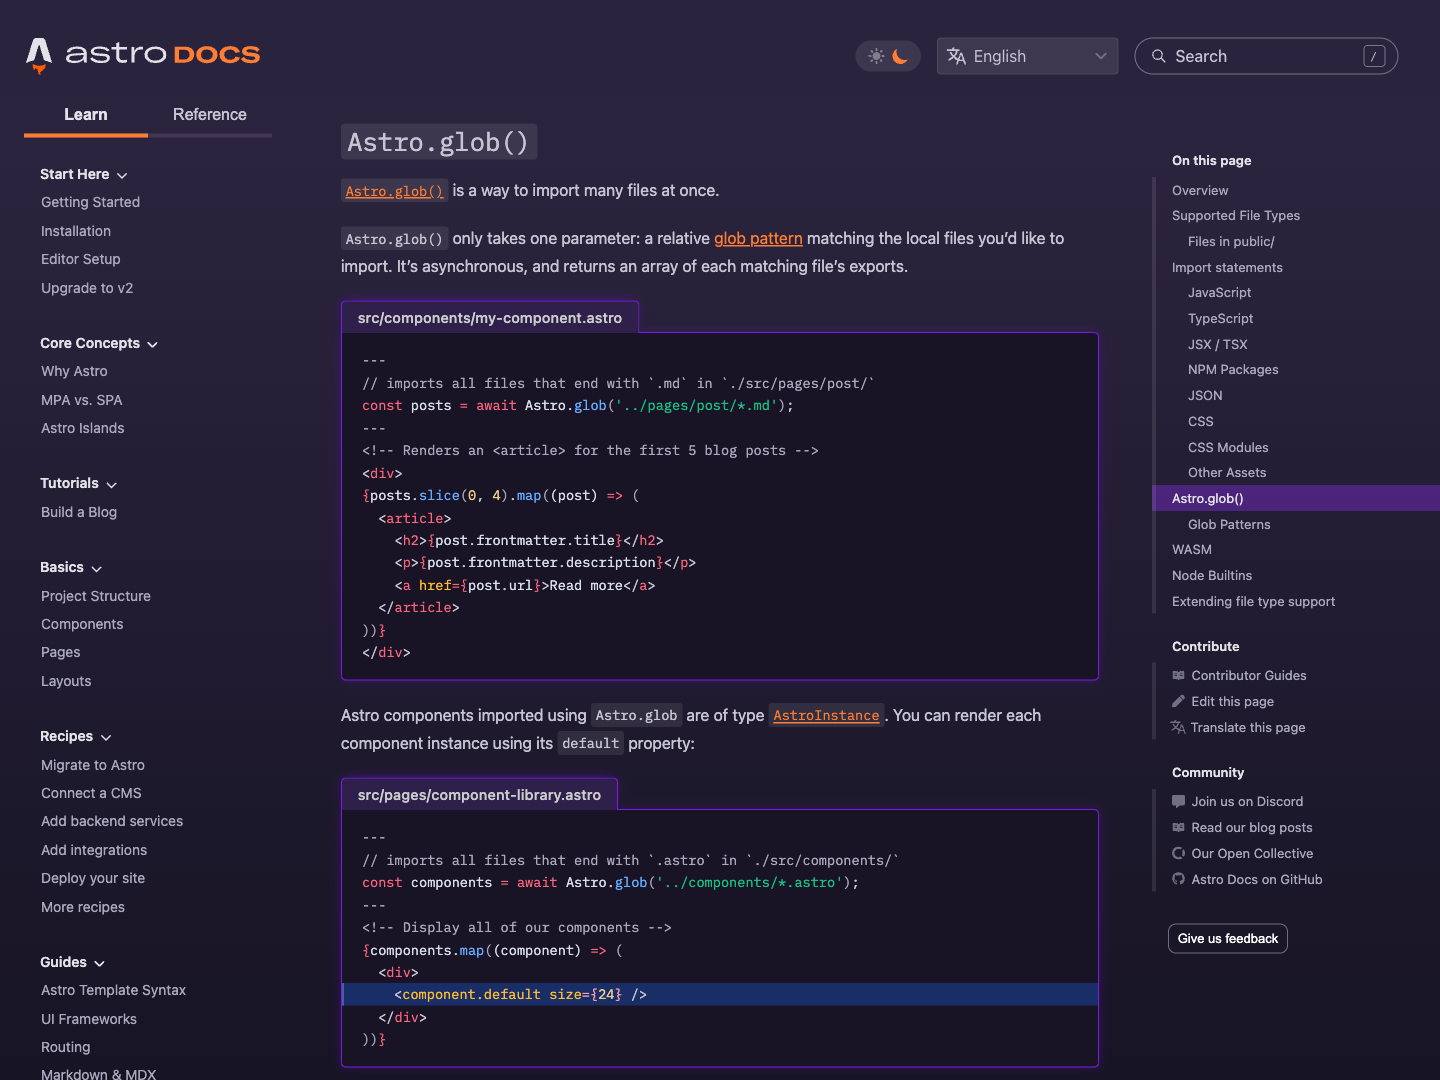 astro DOCS
English
Search
/
Learn
Reference
Start Here
Getting Started
Installation
Editor Setup
Upgrade to v2
Core Concepts
Why Astro
MPA vs. SPA
Astro Islands
Tutorials
Build a Blog
Basics
Project Structure
Components
Pages
Layouts
Recipes
Migrate to Astro
Connect a CMS
Add backend services
Add integrations
Deploy your site
More recipes
Guides
Astro Template Syntax
UI Frameworks
Routing
Markdown & MDX
Astro.glob()
Astro.glob() is a way to import many files at once.
Astro.glob() only takes one parameter: a relative glob pattern matching the local files you’d like to
import. It’s asynchronous, and returns an array of each matching file’s exports.
src/components/my-component.astro
---
// imports all files that end with `.md` in `./src/pages/post/`
const posts = await Astro.glob('../pages/post/*.md');
---
<!-- Renders an <article> for the first 5 blog posts -->
<div>
{posts.slice(0, 4).map((post) => (
  <article>
    <h2>{post.frontmatter.title}</h2>
    <p>{post.frontmatter.description}</p>
    <a href={post.url}>Read more</a>
  </article>
))}
</div>
Astro components imported using Astro.glob are of type AstroInstance. You can render each
component instance using its default property:
src/pages/component-library.astro
---
// imports all files that end with `.astro` in `./src/components/`
const components = await Astro.glob('../components/*.astro');
---
<!-- Display all of our components -->
{components.map((component) => (
  <div>
    <component.default size={24} />
  </div>
))}
On this page
Overview
Supported File Types
Files in public/
Import statements
JavaScript
TypeScript
JSX / TSX
NPM Packages
JSON
CSS
CSS Modules
Other Assets
Astro.glob()
Glob Patterns
WASM
Node Builtins
Extending file type support
Contribute
Contributor Guides
Edit this page
Translate this page
Community
Join us on Discord
Read our blog posts
Our Open Collective
Astro Docs on GitHub
Give us feedback